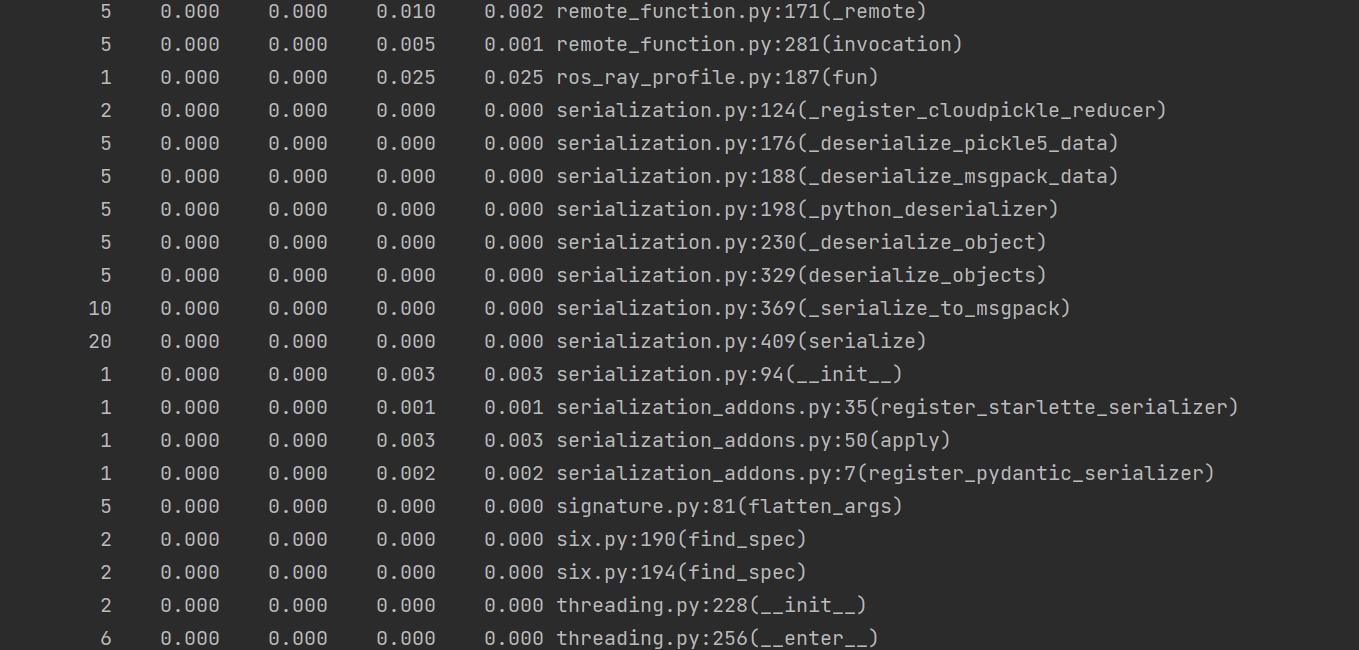 5 0.000 0.000 0.010 0.002 remote_function.py:171(_remote)
5 0.000 0.000 0.005 0.001 remote_function.py:281(invocation)
1 0.000 0.000 0.025 0.025 ros_ray_profile.py:187(fun)
2 0.000 0.000 0.000 0.000 serialization.py:124(_register_cloudpickle_reducer)
5 0.000 0.000 0.000 0.000 serialization.py:176(_deserialize_pickle5_data)
5 0.000 0.000 0.000 0.000 serialization.py:188(_deserialize_msgpack_data)
5 0.000 0.000 0.000 0.000 serialization.py:198(_python_deserializer)
5 0.000 0.000 0.000 0.000 serialization.py:230(_deserialize_object)
5 0.000 0.000 0.000 0.000 serialization.py:329(deserialize_objects)
10 0.000 0.000 0.000 0.000 serialization.py:369(_serialize_to_msgpack)
20 0.000 0.000 0.000 0.000 serialization.py:409(serialize)
1 0.000 0.000 0.003 0.003 serialization.py:94(__init__)
1 0.000 0.000 0.001 0.001 serialization_addons.py:35(register_starlette_serializer)
1 0.000 0.000 0.003 0.003 serialization_addons.py:50(apply)
1 0.000 0.000 0.002 0.002 serialization_addons.py:7(register_pydantic_serializer)
5 0.000 0.000 0.000 0.000 signature.py:81(flatten_args)
2 0.000 0.000 0.000 0.000 six.py:190(find_spec)
2 0.000 0.000 0.000 0.000 six.py:194(find_spec)
2 0.000 0.000 0.000 0.000 threading.py:228(__init__)
6 0.000 0.000 0.000 0.000 threading.py:256(__enter__)